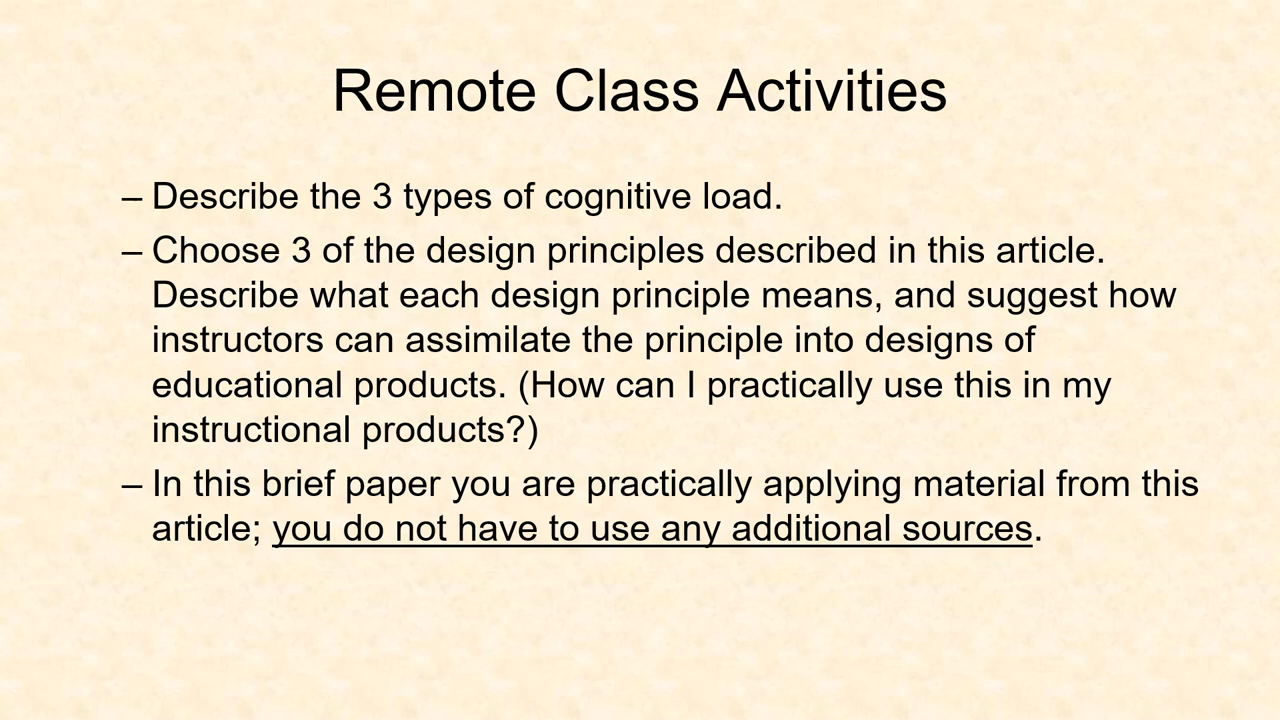 Remote Class Activities
– Describe the 3 types of cognitive load.
– Choose 3 of the design principles described in this article.
Describe what each design principle means, and suggest how
instructors can assimilate the principle into designs of
educational products. (How can I practically use this in my
instructional products?)
– In this brief paper you are practically applying material from this
article; you do not have to use any additional sources.